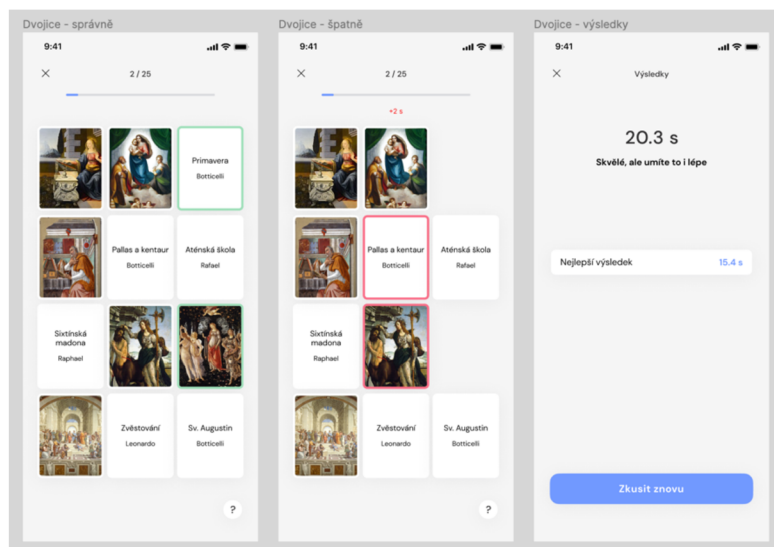 Dvojice - správně
9:41
2 / 25
Primavera
Botticelli
Pallas a kentaur
Botticelli
Aténská škola
Rafael
Sixtínská
madona
Raphael
Zvěstování
Leonardo
Sv. Augustin
Botticelli
?
Dvojice - špatně
9:41
2 / 25
+2 s
Pallas a kentaur
Botticelli
Aténská škola
Rafael
Sixtínská
madona
Raphael
Zvěstování
Leonardo
Sv. Augustin
Botticelli
?
Dvojice - výsledky
9:41
Výsledky
20.3 s
Skvělé, ale umíte to i lépe
Nejlepší výsledek
15.4 s
Zkusit znovu